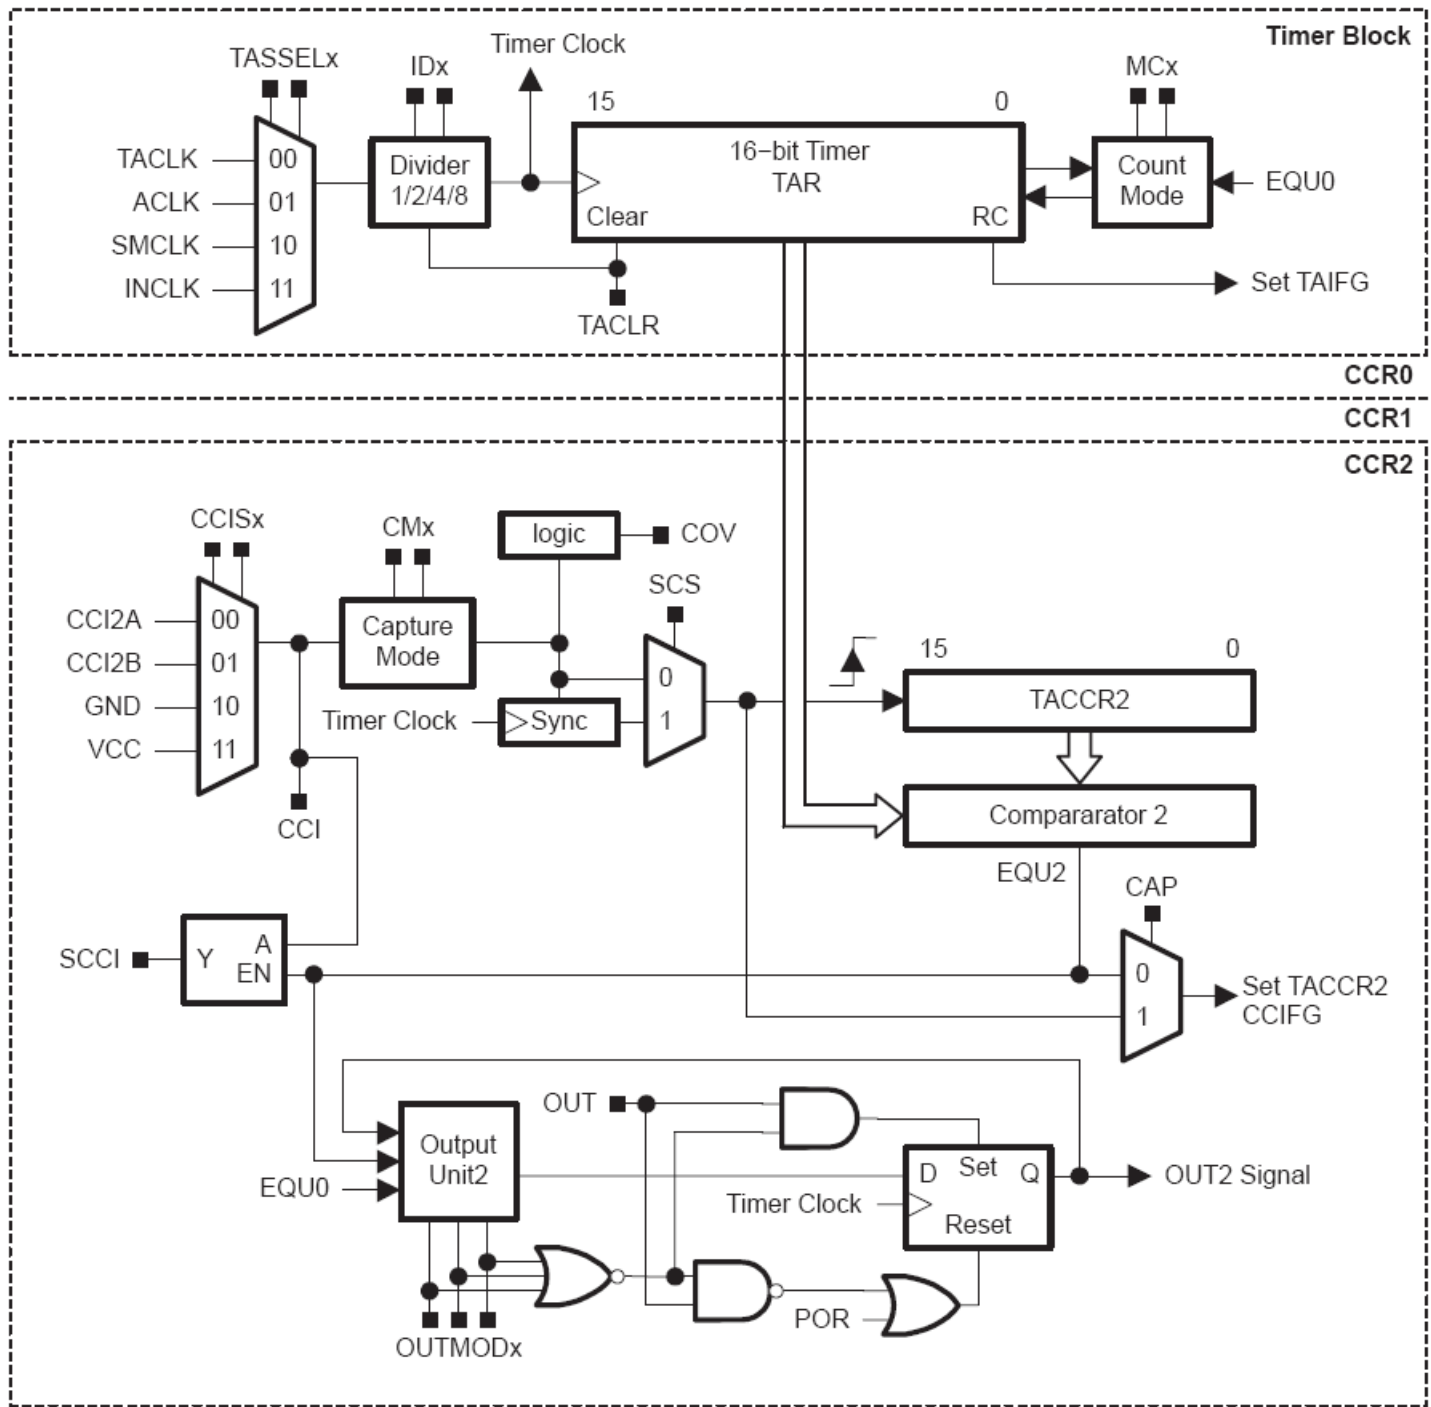 Timer Block
Timer Clock
TASSELx
IDx
MCx
15
0
TACLK
00
ACLK
01
SMCLK
10
INCLK
11
Divider
1/2/4/8
16−bit Timer
TAR
Clear
RC
Count
Mode
EQU0
Set TAIFG
TACLR
CCR0
CCR1
CCR2
CCISx
CMx
logic
COV
SCS
CCI2A
00
CCI2B
01
GND
10
VCC
11
Capture
Mode
Timer Clock
Sync
0
1
15
0
TACCR2
Compararator 2
CCI
EQU2
CAP
SCCI
Y
A
EN
0
1
Set TACCR2
CCIFG
OUT
Output
Unit2
EQU0
D
Set
Q
Timer Clock
Reset
OUT2 Signal
POR
OUTMODx